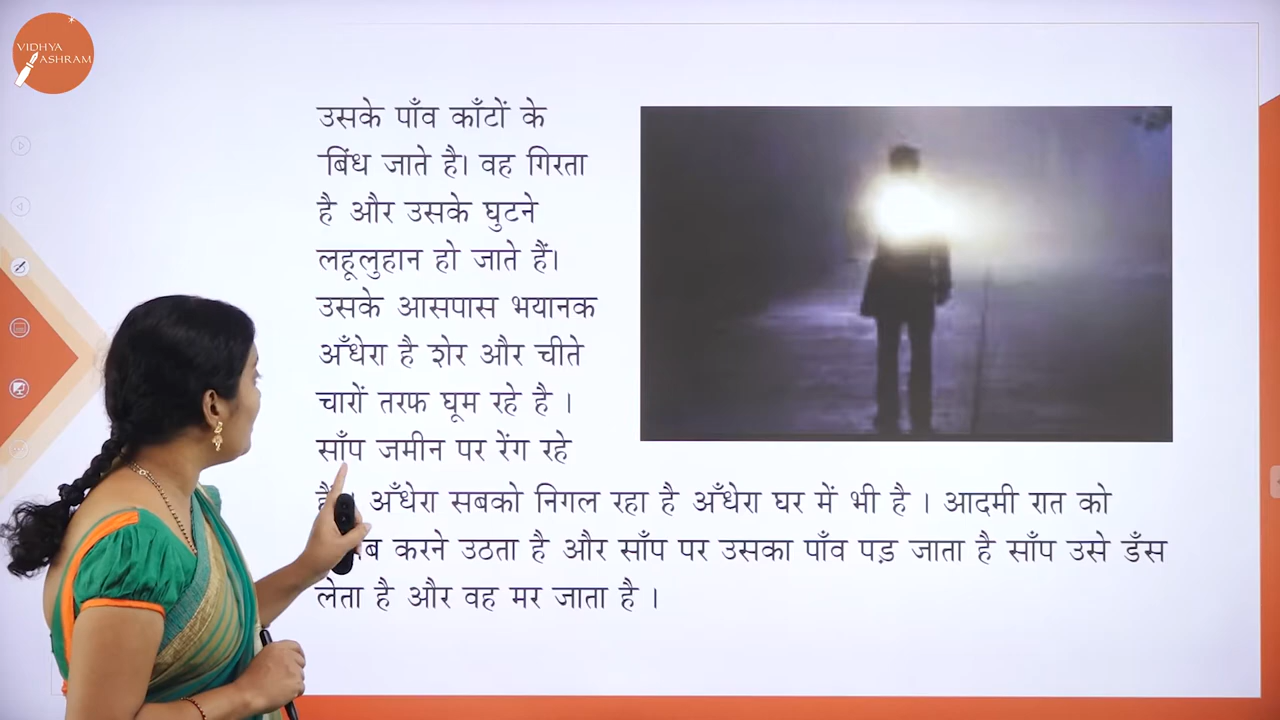 VIDHYA
ASHRAM
उसके पाँव काँटों के
बिंध जाते है। वह गिरता
है और उसके घुटने
लहूलुहान हो जाते हैं।
उसके आसपास भयानक
अँधेरा है शेर और चीते
चारों तरफ घूम रहे है ।
साँप जमीन पर रेंग रहे
अँधेरा सबको निगल रहा है अँधेरा घर में भी है । आदमी रात को
करने उठता है और साँप पर उसका पाँव पड़ जाता है साँप उसे डँस
लेता है और वह मर जाता है ।